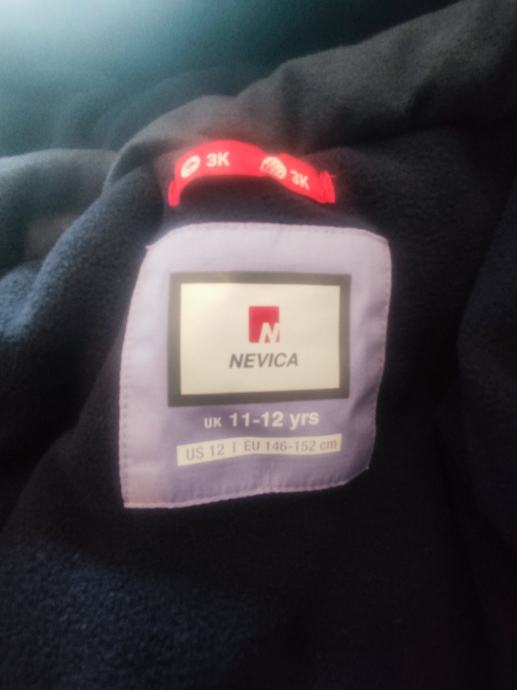 3K 3K
N
NEVICA
UK 11-12 yrs
US 12 | EU 146-152 cm